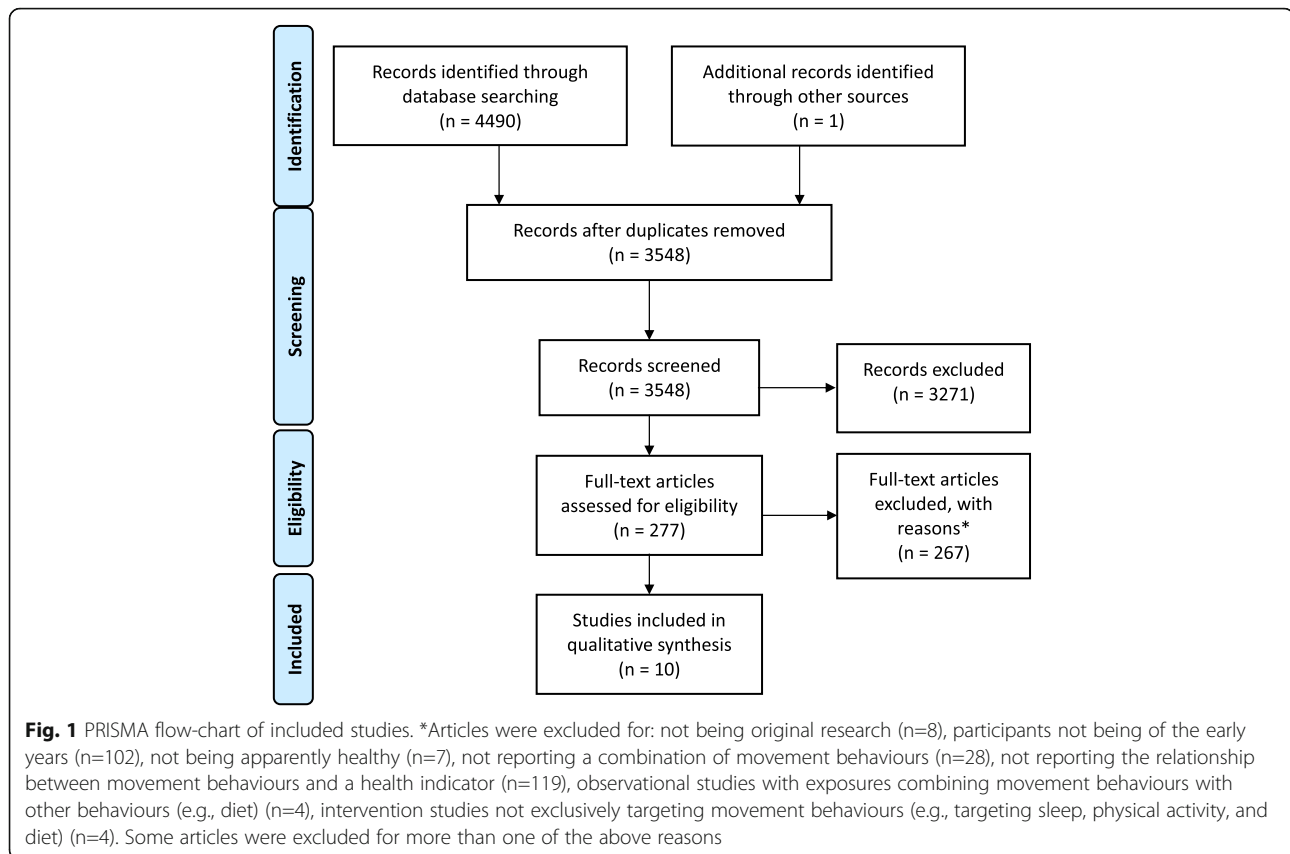 Identification
Records identified through
database searching
(n = 4490)
Additional records identified
through other sources
(n = 1)
Screening
Records after duplicates removed
(n = 3548)
Records screened
(n = 3548)
Records excluded
(n = 3271)
Eligibility
Full-text articles
assessed for eligibility
(n = 277)
Full-text articles
excluded, with
reasons*
(n = 267)
Included
Studies included in
qualitative synthesis
(n = 10)
Fig. 1 PRISMA flow-chart of included studies. *Articles were excluded for: not being original research (n=8), participants not being of the early
years (n=102), not being apparently healthy (n=7), not reporting a combination of movement behaviours (n=28), not reporting the relationship
between movement behaviours and a health indicator (n=119), observational studies with exposures combining movement behaviours with
other behaviours (e.g., diet) (n=4), intervention studies not exclusively targeting movement behaviours (e.g., targeting sleep, physical activity, and
diet) (n=4). Some articles were excluded for more than one of the above reasons